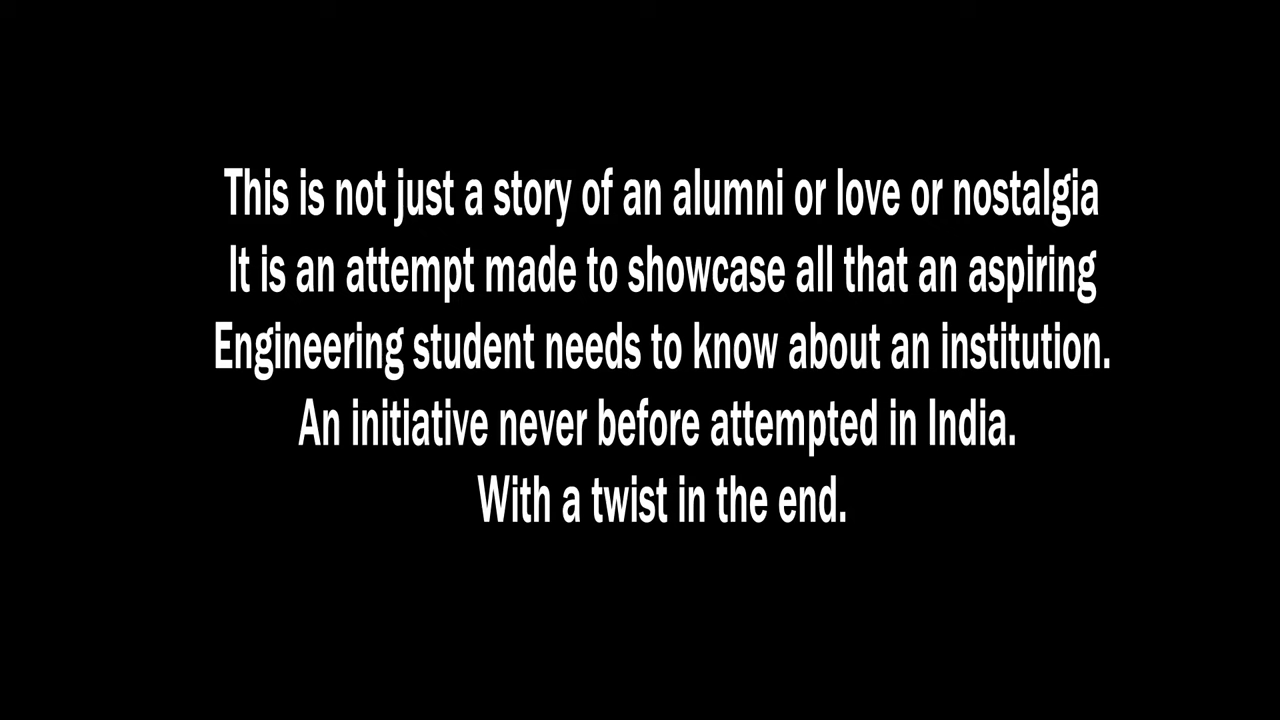 This is not just a story of an alumni or love or nostalgia
It is an attempt made to showcase all that an aspiring
Engineering student needs to know about an institution.
An initiative never before attempted in India.
With a twist in the end.